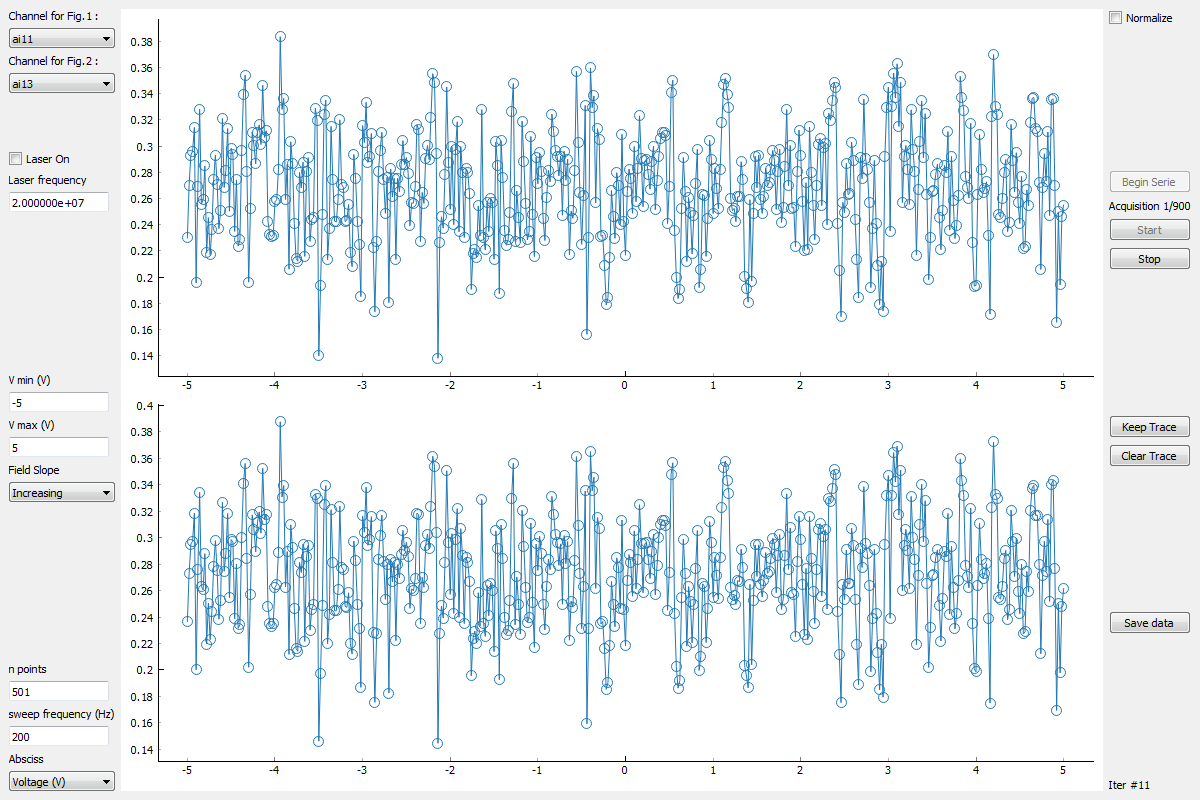 Channel for Fig.1 :
ai11
Channel for Fig.2 :
ai13
Laser On
Laser frequency
2.000000e+07
V min (V)
-5
V max (V)
5
Field Slope
Increasing
n points
501
sweep frequency (Hz)
200
Absciss
Voltage (V)
0.38
0.36
0.34
0.32
0.3
0.28
0.26
0.24
0.22
0.2
0.18
0.16
0.14
-5 -4 -3 -2 -1 0 1 2 3 4 5
0.4
0.38
0.36
0.34
0.32
0.3
0.28
0.26
0.24
0.22
0.2
0.18
0.16
0.14
-5 -4 -3 -2 -1 0 1 2 3 4 5
Normalize
Begin Serie
Acquisition 1/900
Start
Stop
Keep Trace
Clear Trace
Save data
Iter #11